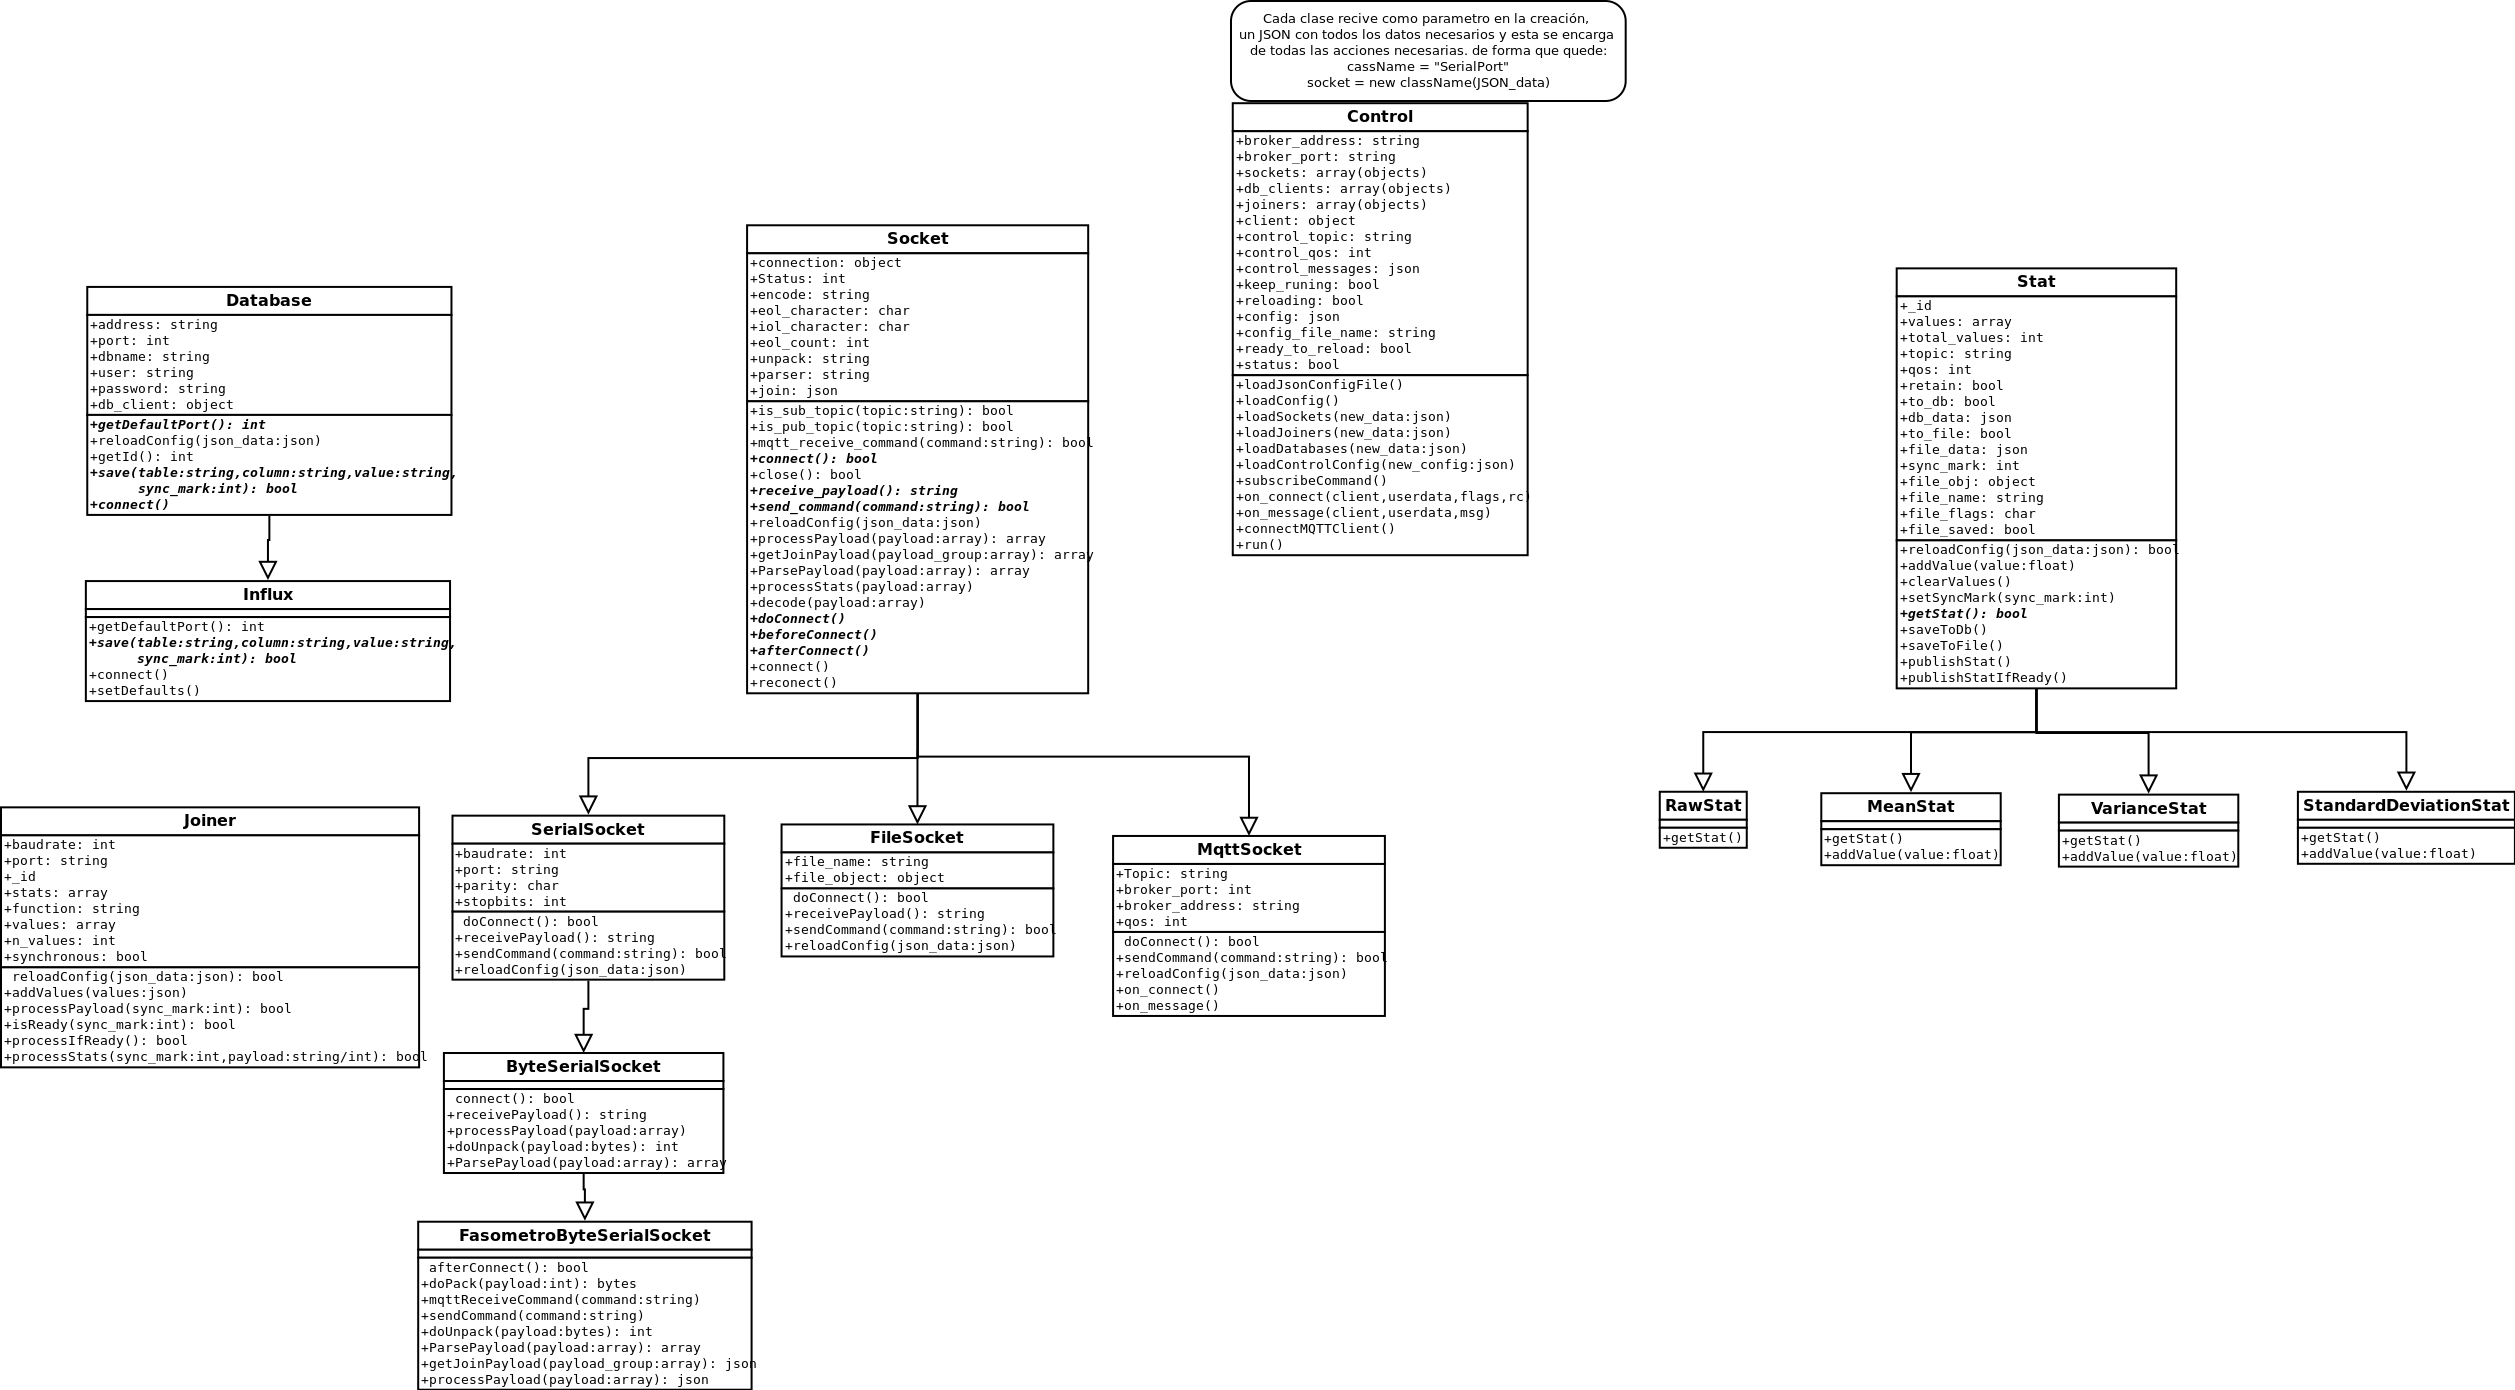 Cada clase recive como parametro en la creación,
un JSON con todos los datos necesarios y esta se encarga
de todas las acciones necesarias. de forma que quede:
cassName = "SerialPort"
socket = new className(JSON_data)
Control
+broker_address: string
+broker_port: string
+sockets: array(objects)
+db_clients: array(objects)
+joiners: array(objects)
+client: object
+control_topic: string
+control_qos: int
+control_messages: json
+keep_runing: bool
+reloading: bool
+config: json
+config_file_name: string
+ready_to_reload: bool
+status: bool
+loadJsonConfigFile()
+loadConfig()
+loadSockets(new_data:json)
+loadJoiners(new_data:json)
+loadDatabases(new_data:json)
+loadControlConfig(new_config:json)
+subscribeCommand()
+on_connect(client,userdata,flags,rc)
+on_message(client,userdata,msg)
+connectMQTTClient()
+run()
Socket
+connection: object
+Status: int
+encode: string
+eol_character: char
+iol_character: char
+eol_count: int
+unpack: string
+parser: string
+join: json
+is_sub_topic(topic:string): bool
+is_pub_topic(topic:string): bool
+mqtt_receive_command(command:string): bool
+connect(): bool
+close(): bool
+receive_payload(): string
+send_command(command:string): bool
+reloadConfig(json_data:json)
+processPayload(payload:array): array
+getJoinPayload(payload_group:array): array
+ParsePayload(payload:array): array
+processStats(payload:array)
+decode(payload:array)
+doConnect()
+beforeConnect()
+afterConnect()
+connect()
+reconect()
Stat
+_id
+values: array
+total_values: int
+topic: string
+qos: int
+retain: bool
+to_db: bool
+db_data: json
+to_file: bool
+file_data: json
+sync_mark: int
+file_obj: object
+file_name: string
+file_flags: char
+file_saved: bool
+reloadConfig(json_data:json): bool
+addValue(value:float)
+clearValues()
+setSyncMark(sync_mark:int)
+getStat(): bool
+saveToDb()
+saveToFile()
+publishStat()
+publishStatIfReady()
Database
+address: string
+port: int
+dbname: string
+user: string
+password: string
+db_client: object
+getDefaultPort(): int
+reloadConfig(json_data:json)
+getId(): int
+save(table:string,column:string,value:string,
sync_mark:int): bool
+connect()
Influx
+getDefaultPort(): int
+save(table:string,column:string,value:string,
sync_mark:int): bool
+connect()
+setDefaults()
Joiner
+baudrate: int
+port: string
+_id
+stats: array
+function: string
+values: array
+n_values: int
+synchronous: bool
reloadConfig(json_data:json): bool
+addValues(values:json)
+processPayload(sync_mark:int): bool
+isReady(sync_mark:int): bool
+processIfReady(): bool
+processStats(sync_mark:int,payload:string/int): bool
SerialSocket
+baudrate: int
+port: string
+parity: char
+stopbits: int
doConnect(): bool
+receivePayload(): string
+sendCommand(command:string): bool
+reloadConfig(json_data:json)
FileSocket
+file_name: string
+file_object: object
doConnect(): bool
+receivePayload(): string
+sendCommand(command:string): bool
+reloadConfig(json_data:json)
MqttSocket
+Topic: string
+broker_port: int
+broker_address: string
+qos: int
doConnect(): bool
+sendCommand(command:string): bool
+reloadConfig(json_data:json)
+on_connect()
+on_message()
RawStat
+getStat()
MeanStat
+getStat()
+addValue(value:float)
VarianceStat
+getStat()
+addValue(value:float)
StandardDeviationStat
+getStat()
+addValue(value:float)
ByteSerialSocket
connect(): bool
+receivePayload(): string
+processPayload(payload:array)
+doUnpack(payload:bytes): int
+ParsePayload(payload:array): array
FasometroByteSerialSocket
afterConnect(): bool
+doPack(payload:int): bytes
+mqttReceiveCommand(command:string)
+sendCommand(command:string)
+doUnpack(payload:bytes): int
+ParsePayload(payload:array): array
+getJoinPayload(payload_group:array): json
+processPayload(payload:array): json